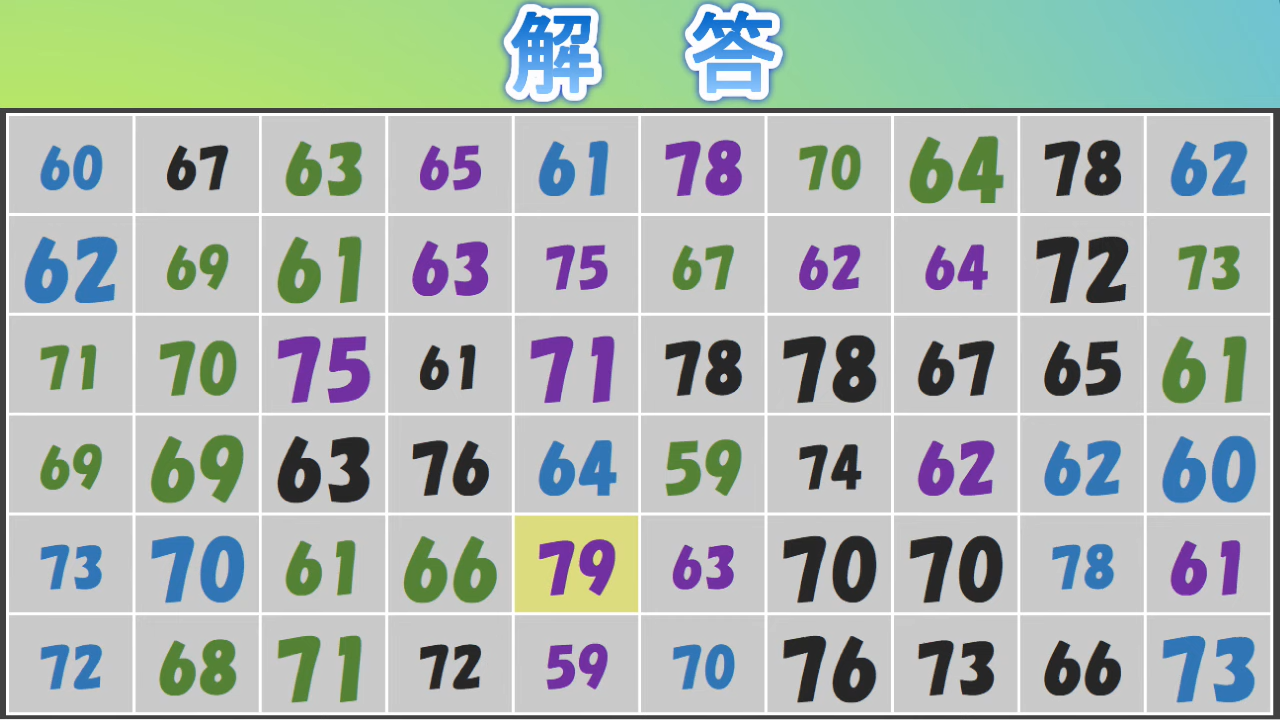 解 答
60 67 63 65 61 78 70 64 78 62
62 69 61 63 75 67 62 64 72 73
71 70 75 61 71 78 78 67 65 61
69 69 63 76 64 59 74 62 62 60
73 70 61 66 79 63 70 70 78 61
72 68 71 72 59 70 76 73 66 73